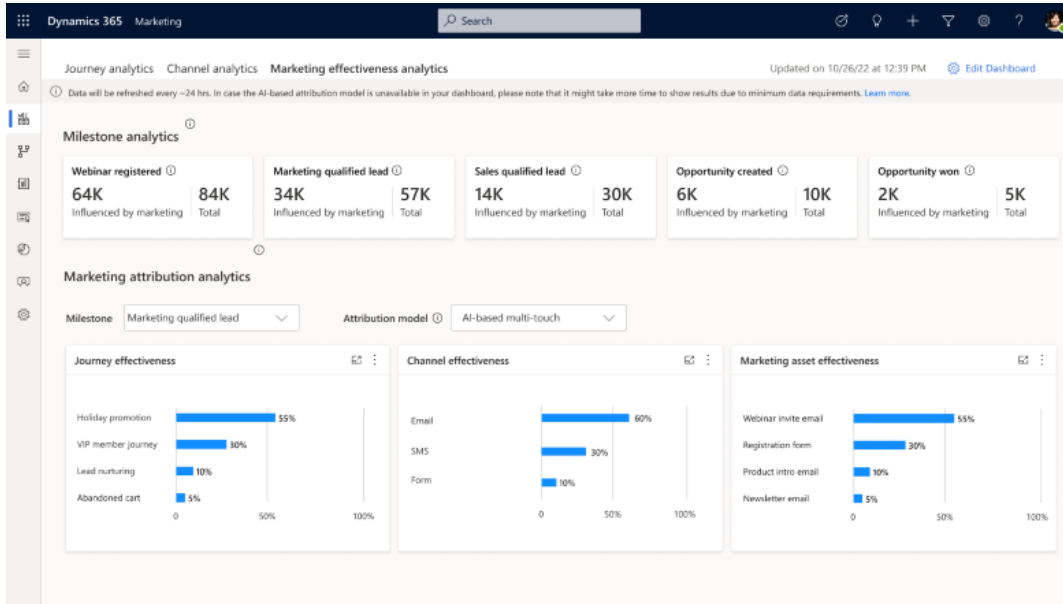 Dynamics 365 Marketing
Search
Journey analytics Channel analytics Marketing effectiveness analytics
Updated on 10/26/22 at 12:39 PM
Edit Dashboard
Data will be refreshed every ~24 hrs. In case the AI-based attribution model is unavailable in your dashboard, please note that it might take more time to show results due to minimum data requirements. Learn more.
Milestone analytics
Webinar registered
64K 84K
Influenced by marketing Total
Marketing qualified lead
34K 57K
Influenced by marketing Total
Sales qualified lead
14K 30K
Influenced by marketing Total
Opportunity created
6K 10K
Influenced by marketing Total
Opportunity won
2K 5K
Influenced by marketing Total
Marketing attribution analytics
Milestone Marketing qualified lead
Attribution model AI-based multi-touch
Journey effectiveness
Holiday promotion 55%
VIP member journey 30%
Lead nurturing 10%
Abandoned cart 5%
0 50% 100%
Channel effectiveness
Email 60%
SMS 30%
Form 10%
0 50% 100%
Marketing asset effectiveness
Webinar invite email 55%
Registration form 30%
Product intro email 10%
Newsletter email 5%
0 50% 100%